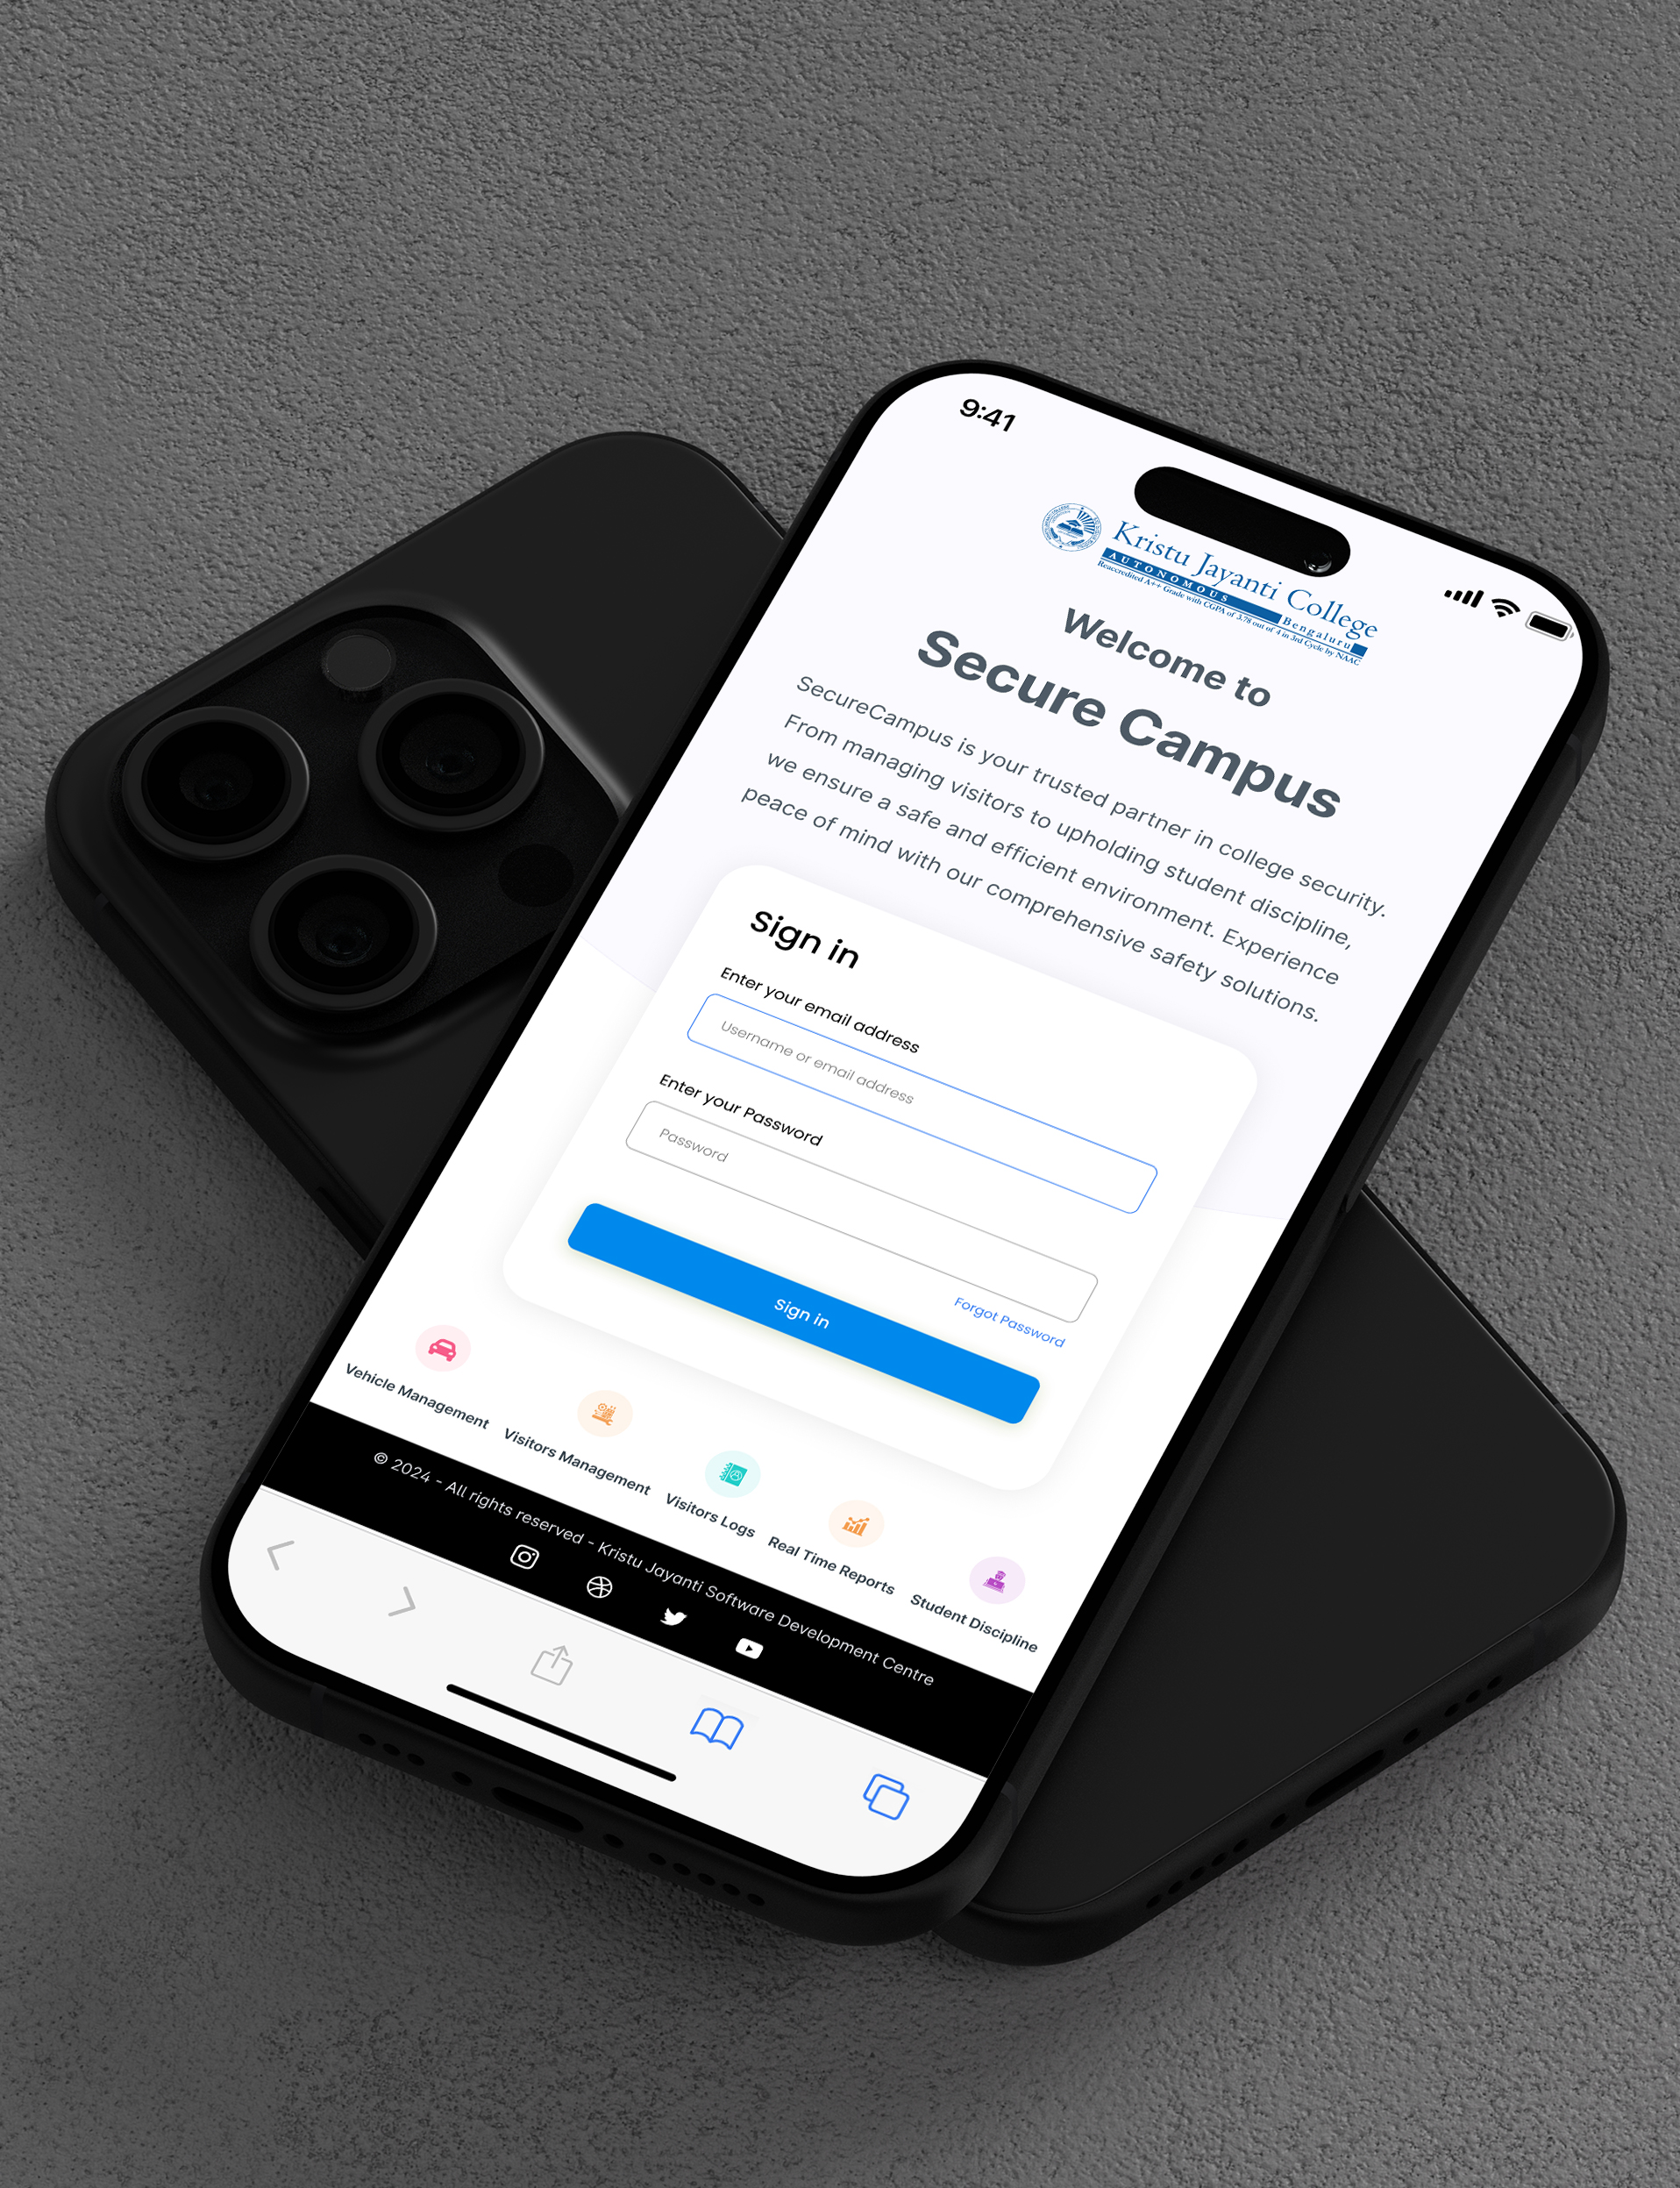 9:41
Kristu Jayanti College
AUTONOMOUS
Bengaluru
Reaccredited A++ Grade with CGPA of 3.78 out of 4 in 3rd Cycle by NAAC
Welcome to
Secure Campus
SecureCampus is your trusted partner in college security.
From managing visitors to upholding student discipline,
we ensure a safe and efficient environment. Experience
peace of mind with our comprehensive safety solutions.
Sign in
Enter your email address
Username or email address
Enter your Password
Password
Forgot Password
Sign in
Vehicle Management
Visitors Management
Visitors Logs
Real Time Reports
Student Discipline
© 2024 - All rights reserved - Kristu Jayanti Software Development Centre